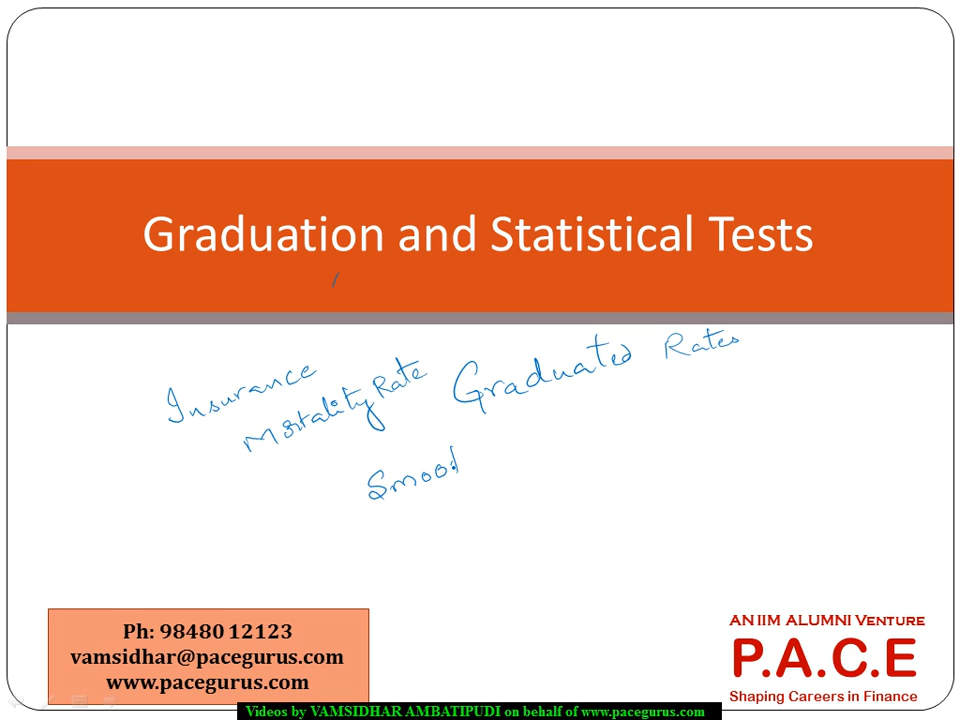 Graduation and Statistical Tests
Insurance
Mortality Rate
Graduated Rates
Smoot
Ph: 98480 12123
vamsidhar@pacegurus.com
www.pacegurus.com
AN IIM ALUMNI VENTURE
P.A.C.E
Shaping Careers in Finance
Videos by VAMSIDHAR AMBATIPUDI on behalf of www.pacegurus.com